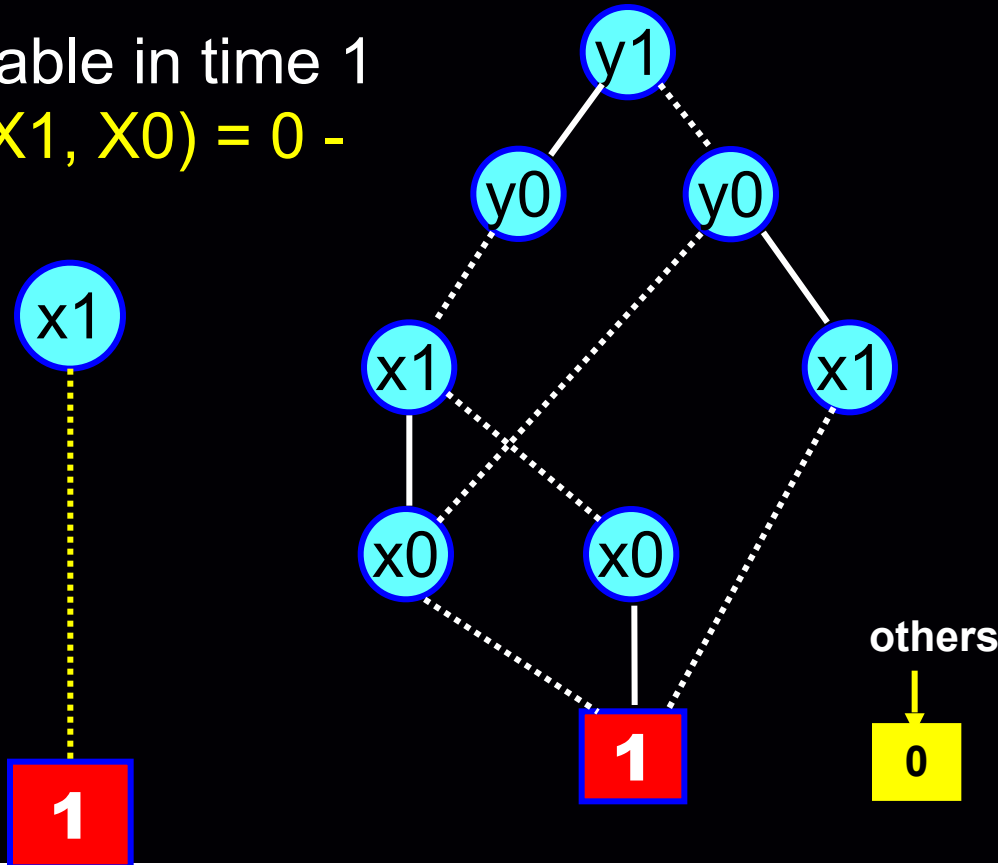 able in time 1
X1, X0) = 0 -
y1
y0 y0
x1
x1 x1
x0 x0
others
1 0
1